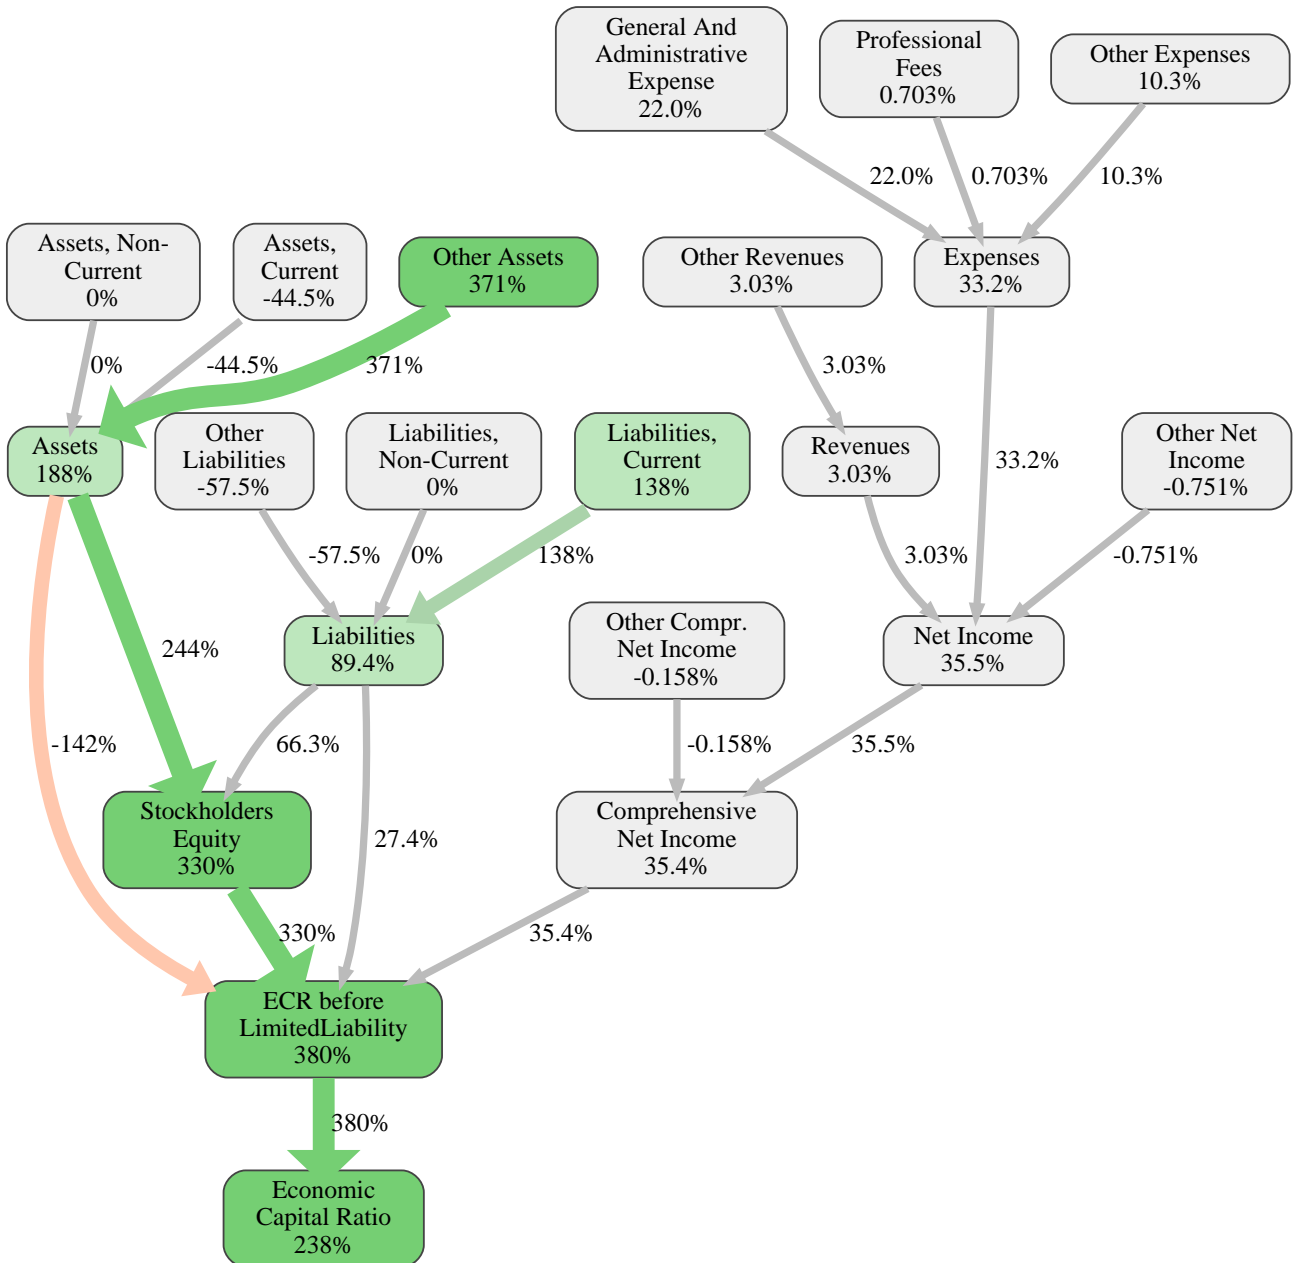 General And
Administrative
Expense
22.0%
Professional
Fees
0.703%
Other Expenses
10.3%
22.0%
0.703%
10.3%
Assets, Non-
Current
0%
Assets,
Current
-44.5%
Other Assets
371%
Other Revenues
3.03%
Expenses
33.2%
0%
-44.5%
371%
3.03%
33.2%
Assets
188%
Other
Liabilities
-57.5%
Liabilities,
Non-Current
0%
Liabilities,
Current
138%
Revenues
3.03%
Other Net
Income
-0.751%
-57.5%
0%
138%
3.03%
-0.751%
244%
Liabilities
89.4%
Other Compr.
Net Income
-0.158%
Net Income
35.5%
-142%
66.3%
-0.158%
35.5%
Stockholders
Equity
330%
27.4%
Comprehensive
Net Income
35.4%
330%
35.4%
ECR before
LimitedLiability
380%
380%
Economic
Capital Ratio
238%